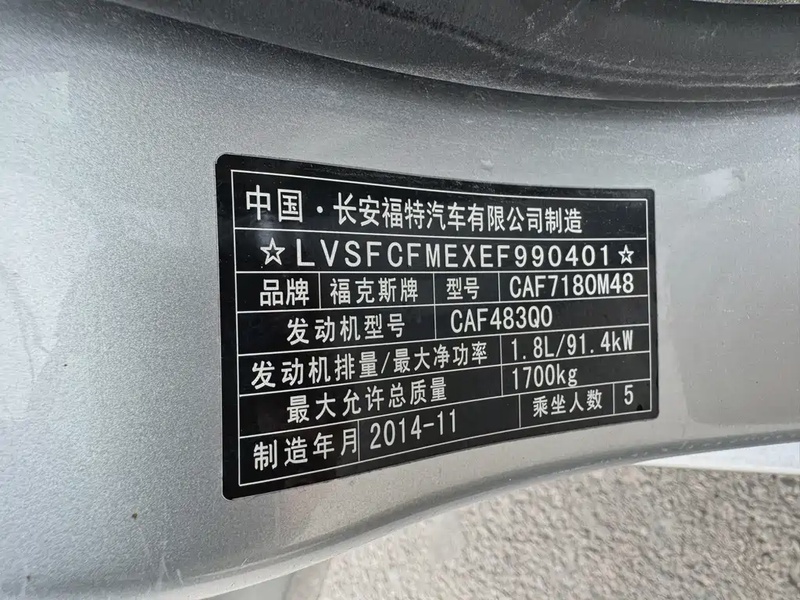 中国·长安福特汽车有限公司制造
☆LVSFCFMEXEF990401☆
品牌 福克斯牌 型号 CAF7180M48
发动机型号 CAF483Q0
发动机排量/最大净功率 1.8L/91.4kW
最大允许总质量 1700kg
制造年月 2014-11 乘坐人数 5